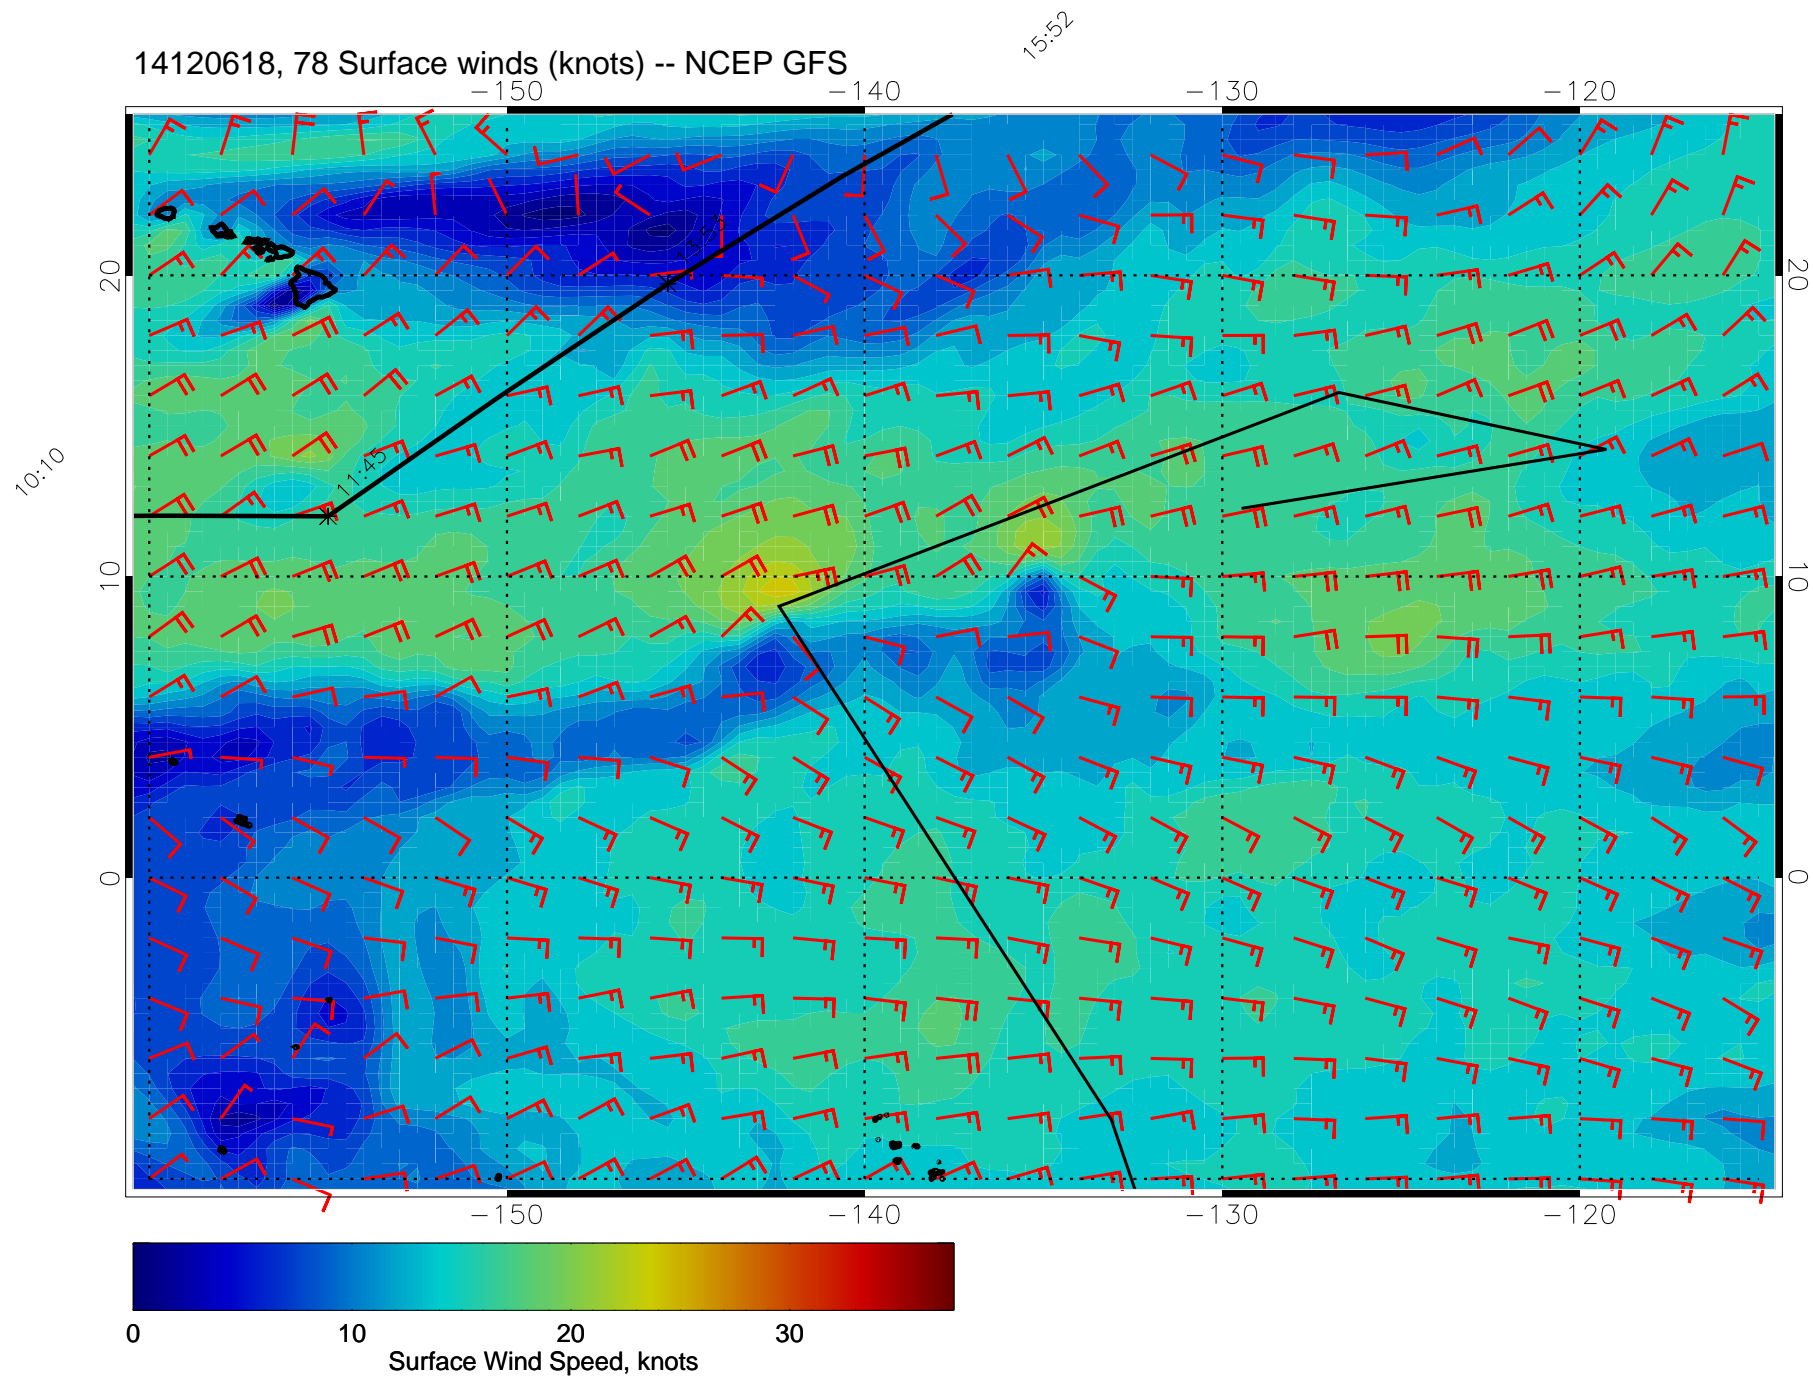 15:52
14120618, 78 Surface winds (knots) -- NCEP GFS
-150 -140 -130 -120
20 20
10:10
11:45
10 10
0 0
-150 -140 -130 -120
0 10 20 30
Surface Wind Speed, knots